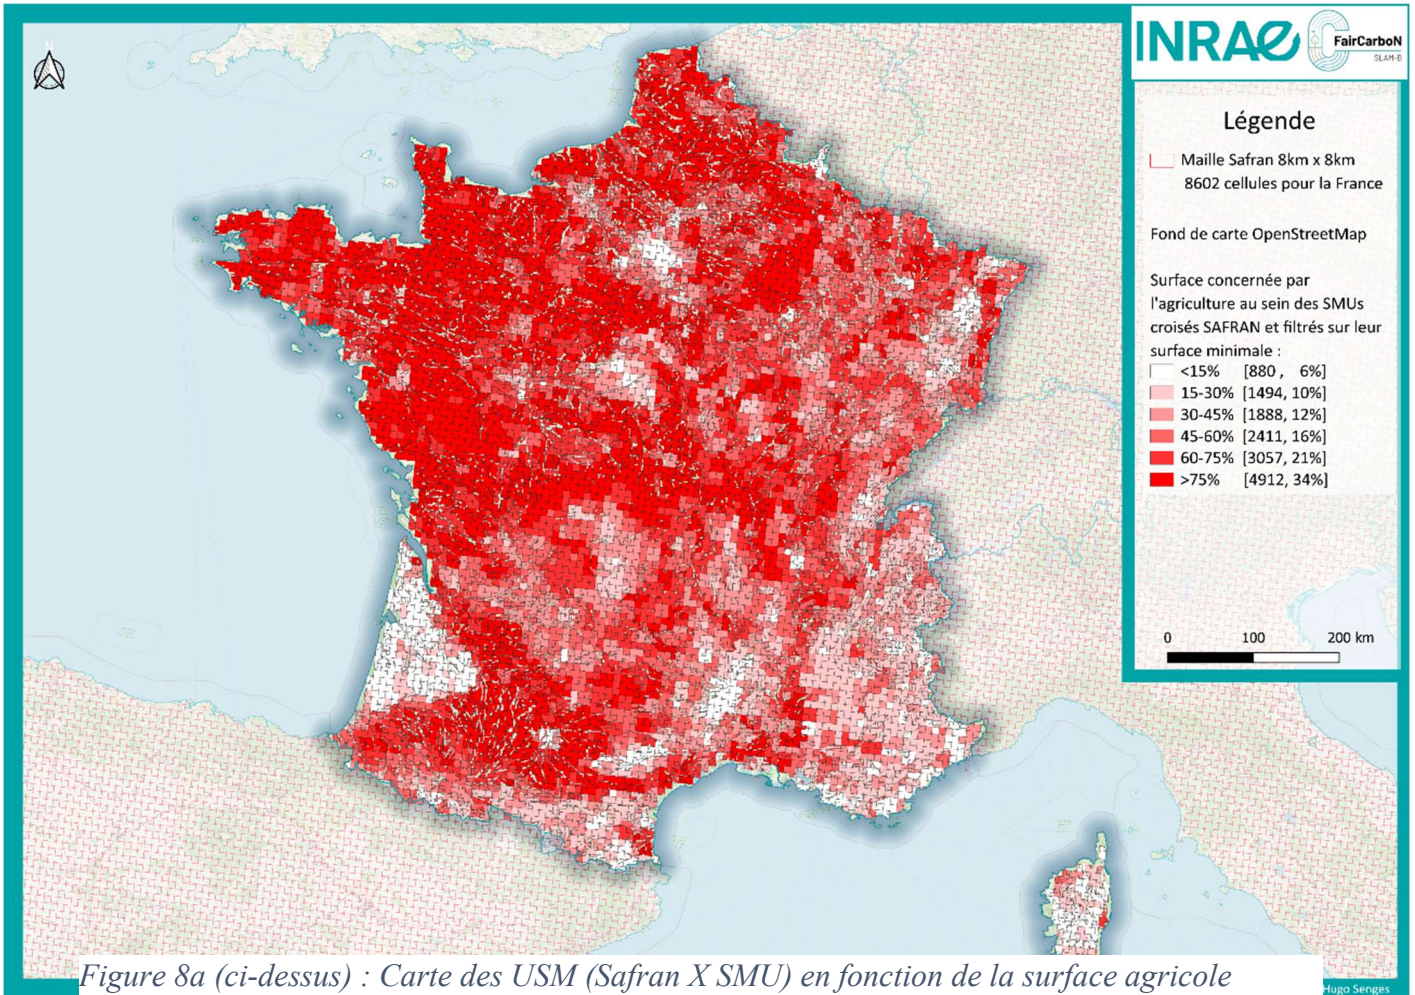 INRAE
FairCarboN
SLAM-B
Légende
Maille Safran 8km x 8km
8602 cellules pour la France
Fond de carte OpenStreetMap
Surface concernée par
l'agriculture au sein des SMUs
croisés SAFRAN et filtrés sur leur
surface minimale :
<15% [880 , 6%]
15-30% [1494, 10%]
30-45% [1888, 12%]
45-60% [2411, 16%]
60-75% [3057, 21%]
>75% [4912, 34%]
0 100 200 km
Figure 8a (ci-dessus) : Carte des USM (Safran X SMU) en fonction de la surface agricole
Hugo Senges